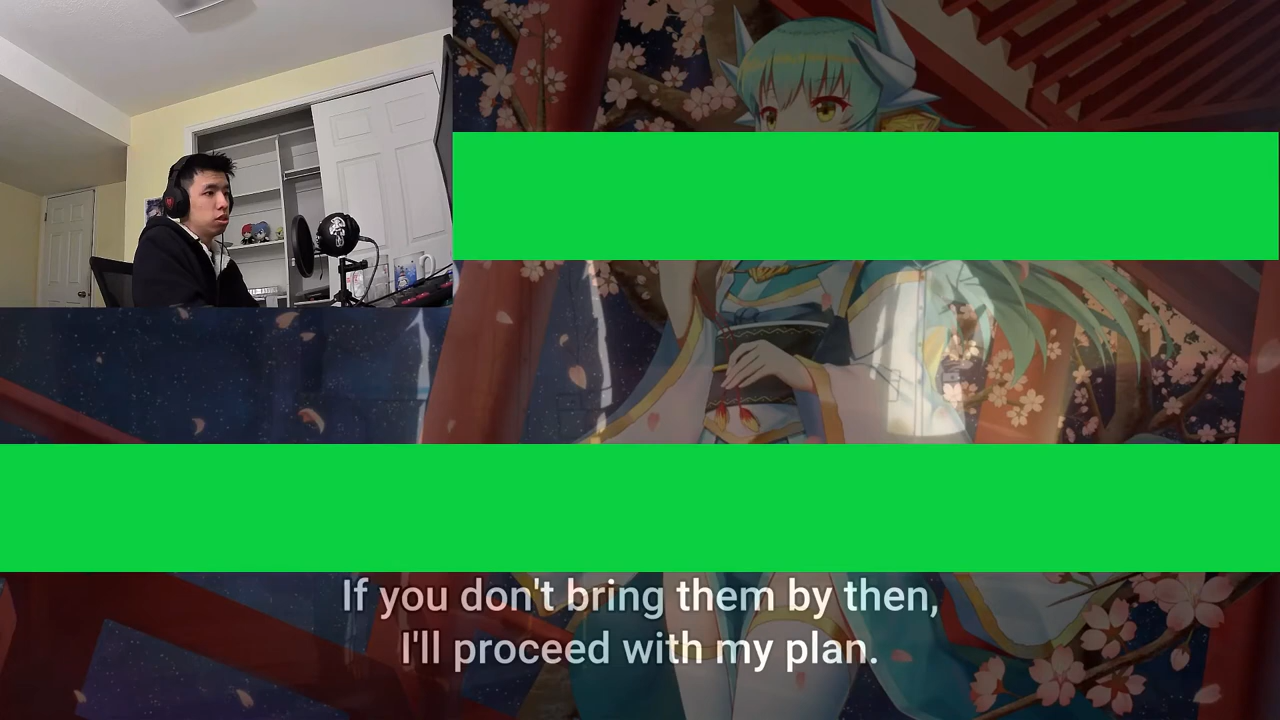 If you don't bring them by then,
I'll proceed with my plan.